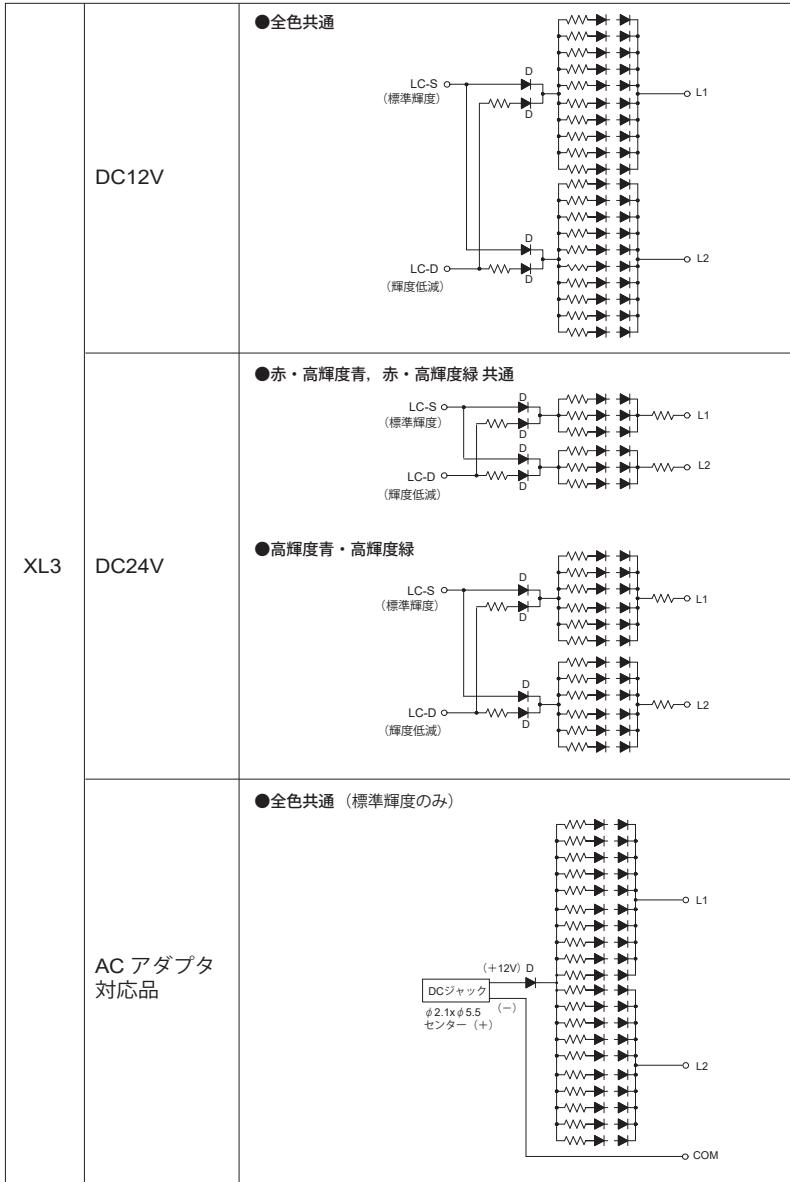 XL3
DC12V
●全色共通
D
LC-S
(標準輝度)
D
L1
D
LC-D
D
(輝度低減)
L2
DC24V
●赤・高輝度青，赤・高輝度緑 共通
D
LC-S
(標準輝度)
D
L1
D
LC-D
D
(輝度低減)
L2
●高輝度青・高輝度緑
D
LC-S
(標準輝度)
D
L1
D
LC-D
D
(輝度低減)
L2
AC アダプタ
対応品
●全色共通（標準輝度のみ）
L1
(＋12V) D
DCジャック
(－)
φ2.1xφ5.5
センター（＋）
L2
COM